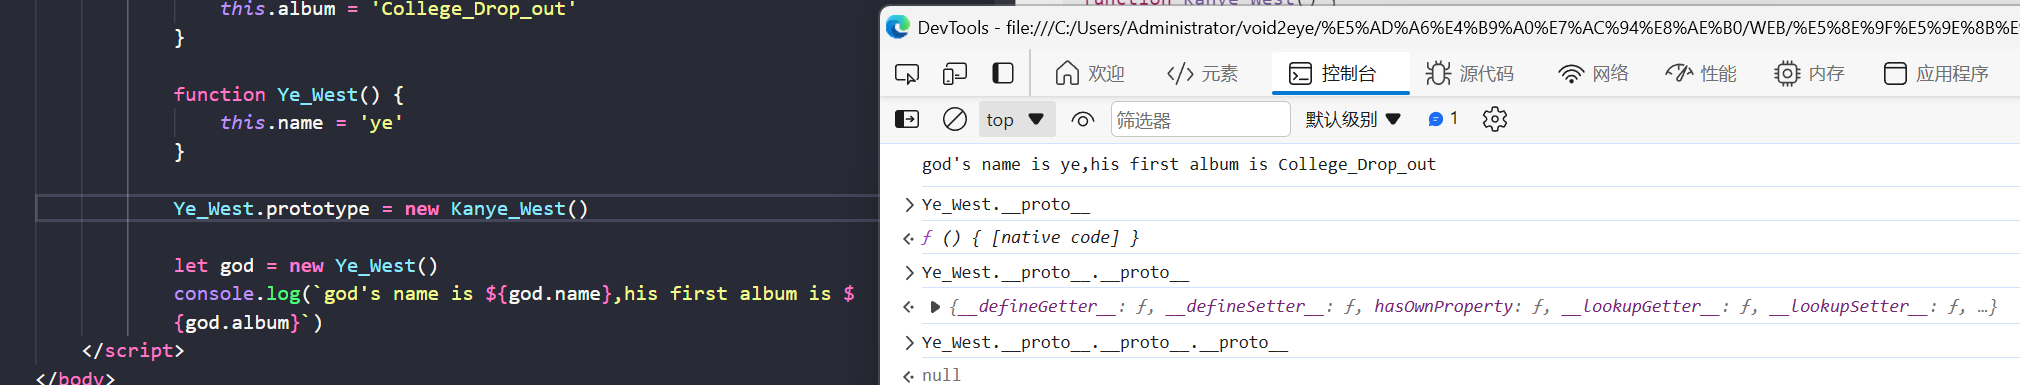 this.album = 'College_Drop_out'
}
function Ye_West() {
this.name = 'ye'
}
Ye_West.prototype = new Kanye_West()
let god = new Ye_West()
console.log(`god's name is ${god.name},his first album is $
{god.album}`)
</script>
</body>
function Kanye_West() {
DevTools - file:///C:/Users/Administrator/void2eye/%E5%AD%A6%E4%B9%A0%E7%AC%94%E8%AE%B0/WEB/%E5%8E%9F%E5%9E%8B%E9
欢迎 </> 元素 控制台 源代码 网络 性能 内存 应用程序
top 筛选器 默认级别 1
god's name is ye,his first album is College_Drop_out
Ye_West.__proto__
ƒ () { [native code] }
Ye_West.__proto__.__proto__
{__defineGetter__: ƒ, __defineSetter__: ƒ, hasOwnProperty: ƒ, __lookupGetter__: ƒ, __lookupSetter__: ƒ, …}
Ye_West.__proto__.__proto__.__proto__
null